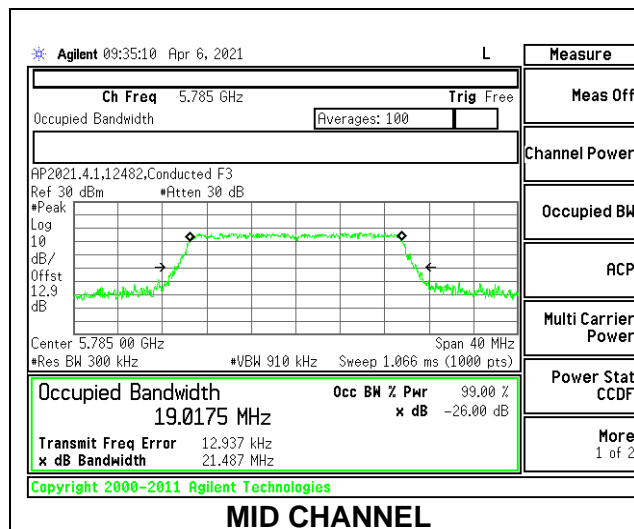 Agilent 09:35:10 Apr 6, 2021 L
Measure
Ch Freq 5.785 GHz Trig Free
Meas Off
Occupied Bandwidth Averages: 100
Channel Power
AP2021.4.1,12482,Conducted F3
Ref 30 dBm #Atten 30 dB
#Peak
Log
10
dB/
Offst
12.9
dB
Occupied BW
ACP
Center 5.785 00 GHz Span 40 MHz
#Res BW 300 kHz #VBW 910 kHz Sweep 1.066 ms (1000 pts)
Multi Carrier
Power
Occupied Bandwidth Occ BW % Pwr 99.00 %
19.0175 MHz x dB -26.00 dB
Power Stat
CCDF
Transmit Freq Error 12.937 kHz
x dB Bandwidth 21.487 MHz
More
1 of 2
Copyright 2000-2011 Agilent Technologies
MID CHANNEL